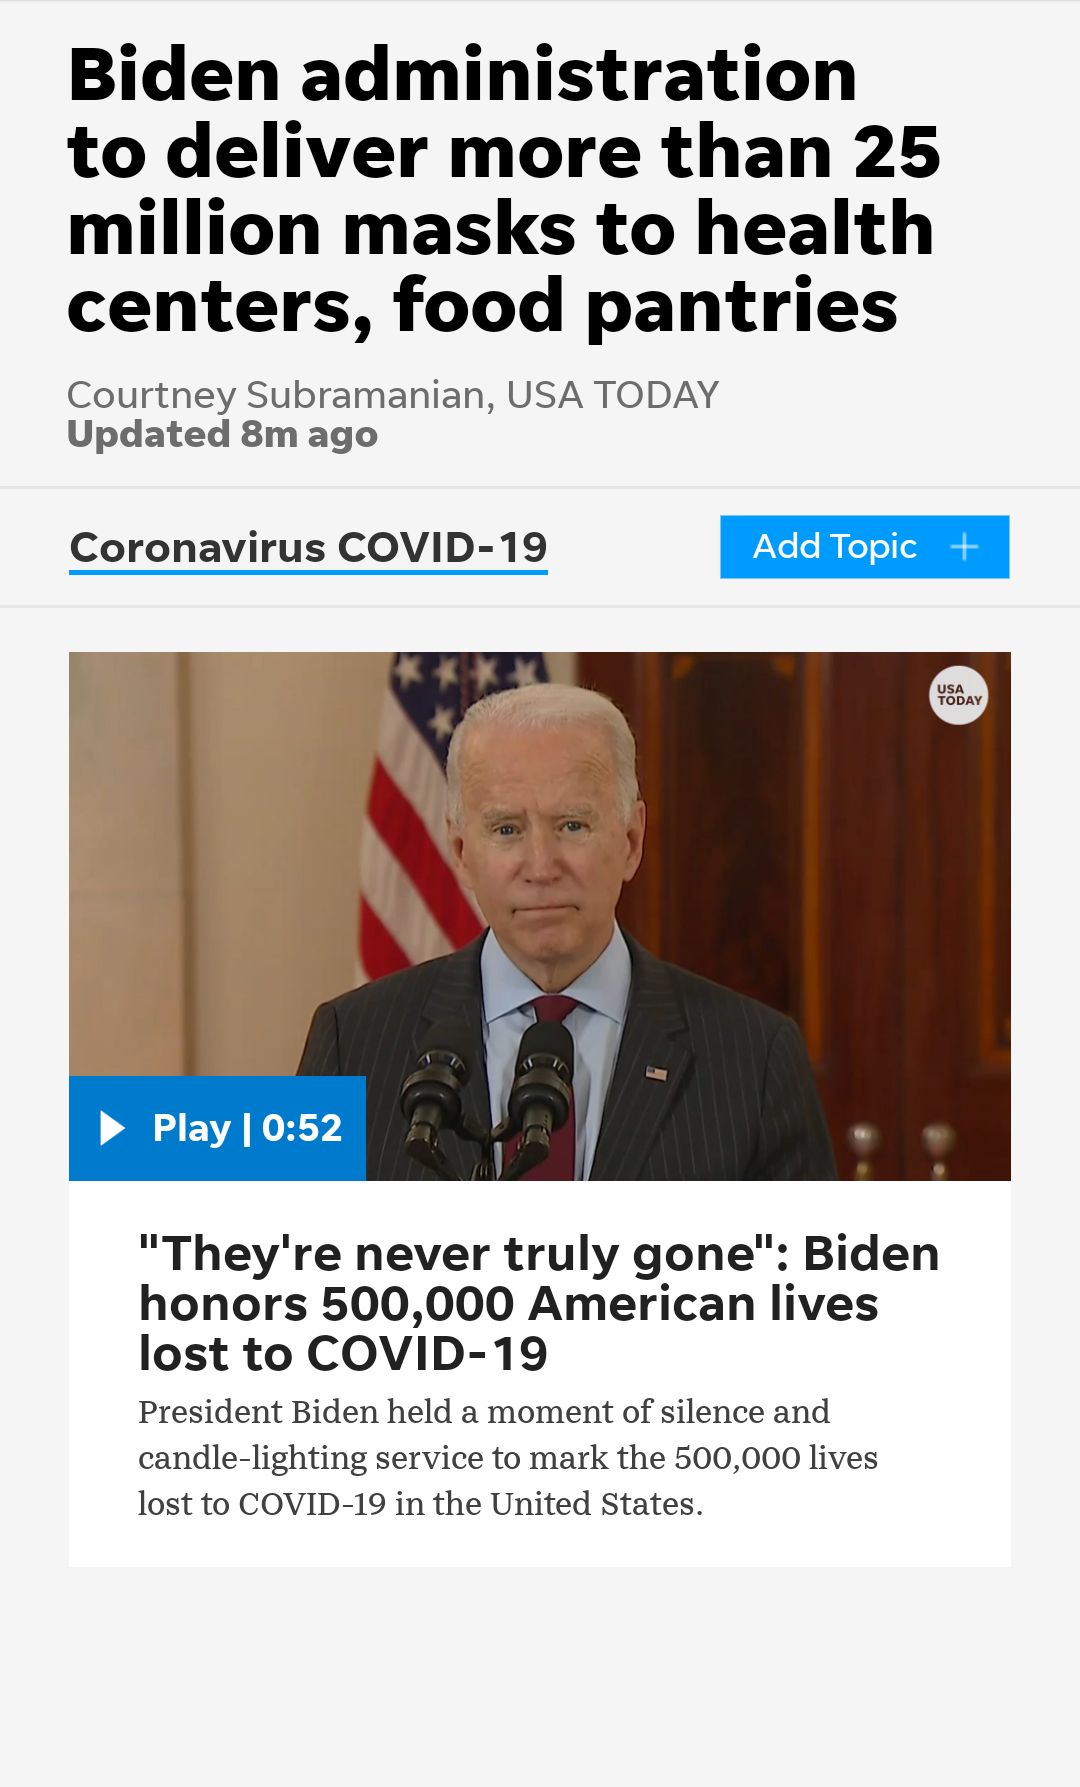 Biden administration
to deliver more than 25
million masks to health
centers, food pantries
Courtney Subramanian, USA TODAY
Updated 8m ago
Coronavirus COVID-19
Add Topic +
USA
TODAY
Play | 0:52
"They're never truly gone": Biden
honors 500,000 American lives
lost to COVID-19
President Biden held a moment of silence and
candle-lighting service to mark the 500,000 lives
lost to COVID-19 in the United States.